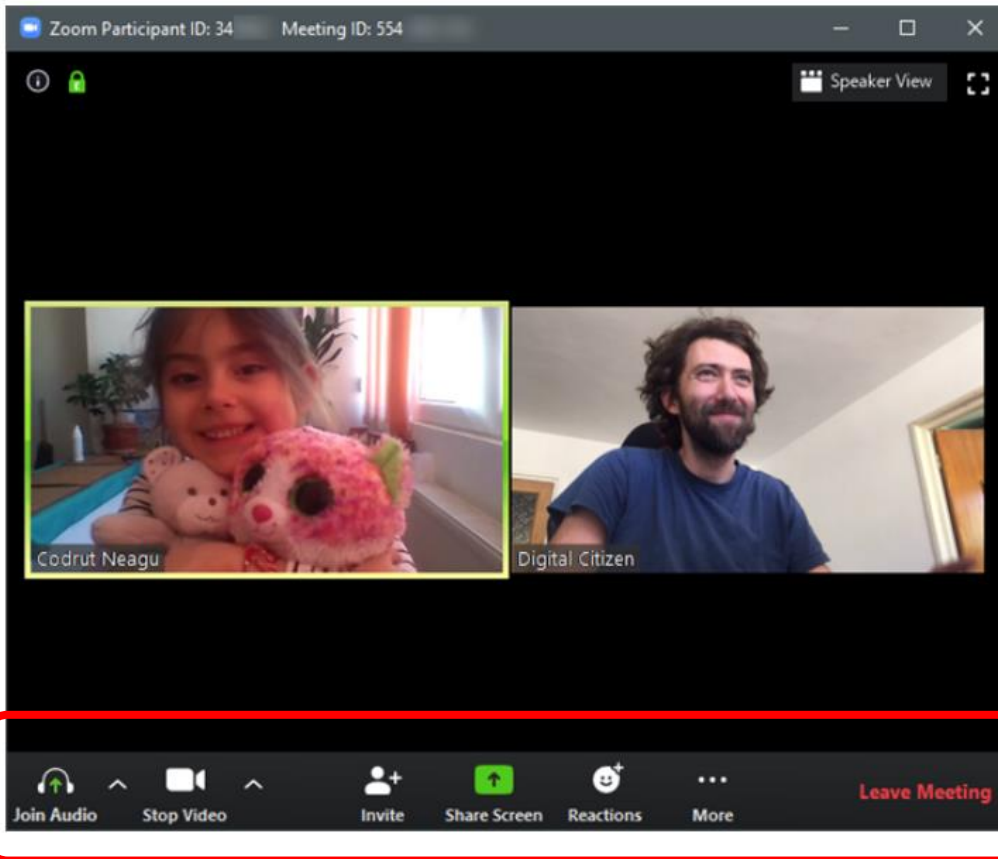 Zoom Participant ID: 34 Meeting ID: 554
Speaker View
Codrut Neagu
Digital Citizen
Join Audio Stop Video Invite Share Screen Reactions More Leave Meeting